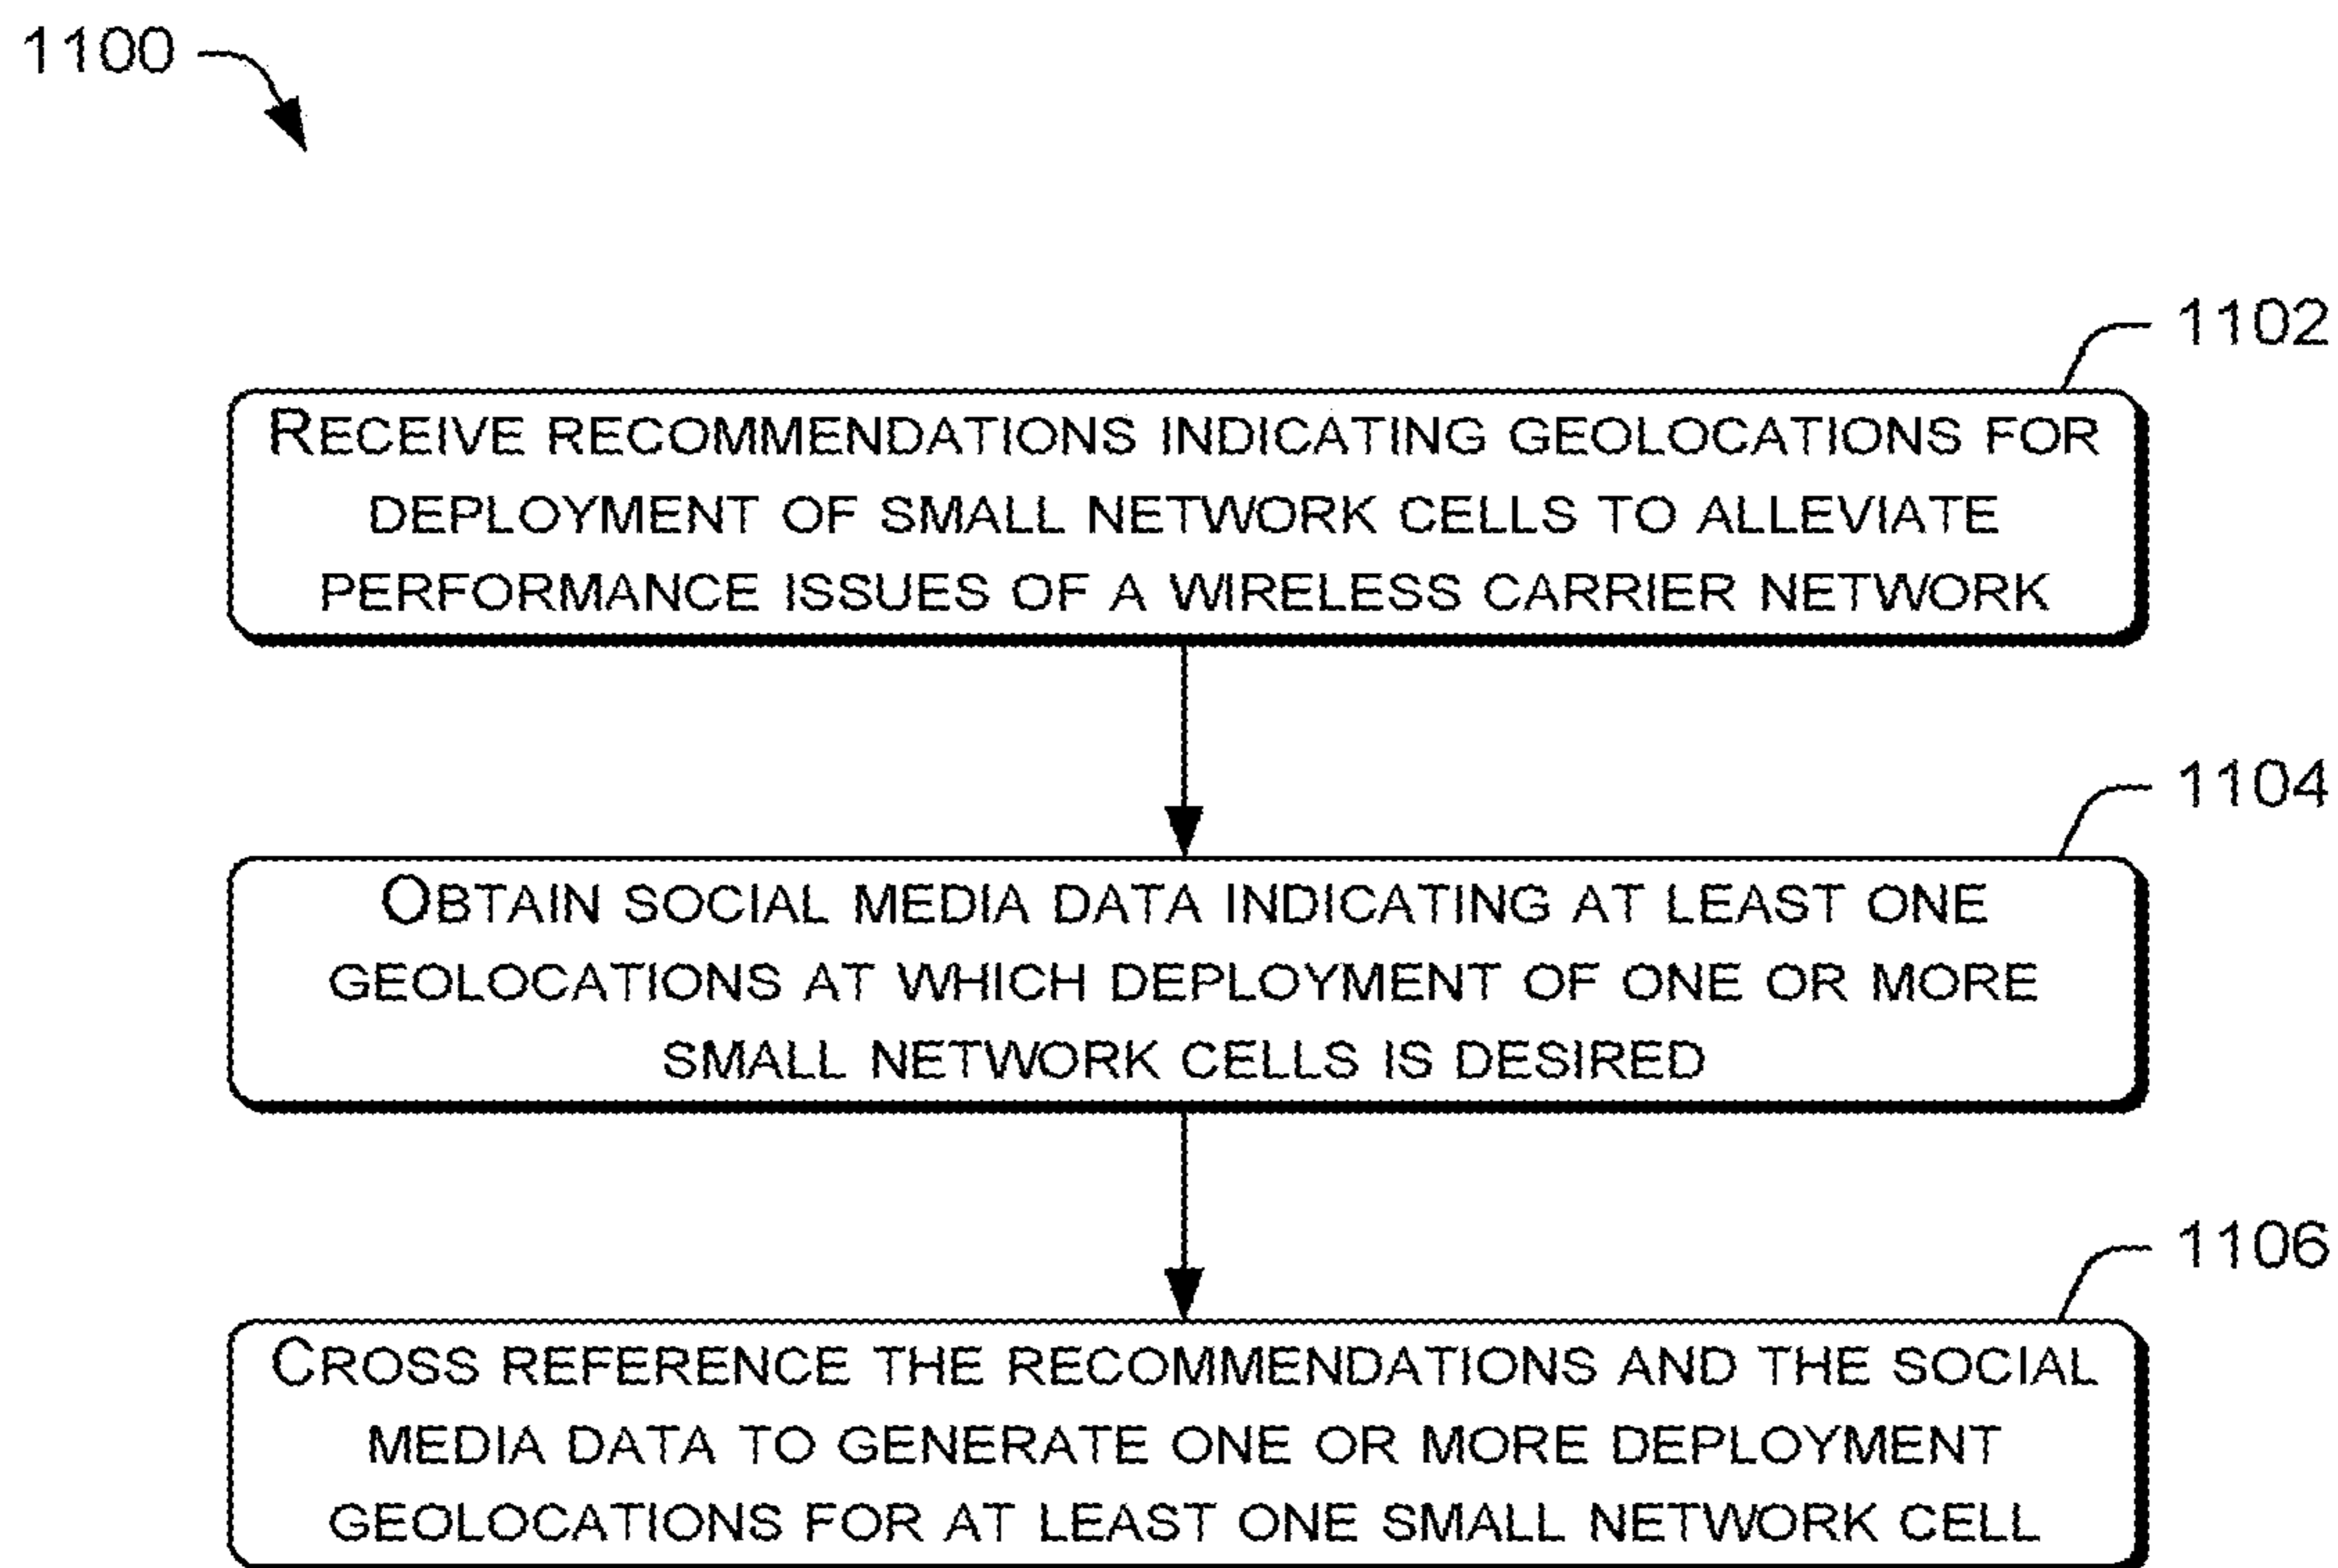 1100
1102
RECEIVE RECOMMENDATIONS INDICATING GEOLOCATIONS FOR
DEPLOYMENT OF SMALL NETWORK CELLS TO ALLEVIATE
PERFORMANCE ISSUES OF A WIRELESS CARRIER NETWORK
1104
OBTAIN SOCIAL MEDIA DATA INDICATING AT LEAST ONE
GEOLOCATIONS AT WHICH DEPLOYMENT OF ONE OR MORE
SMALL NETWORK CELLS IS DESIRED
1106
CROSS REFERENCE THE RECOMMENDATIONS AND THE SOCIAL
MEDIA DATA TO GENERATE ONE OR MORE DEPLOYMENT
GEOLOCATIONS FOR AT LEAST ONE SMALL NETWORK CELL